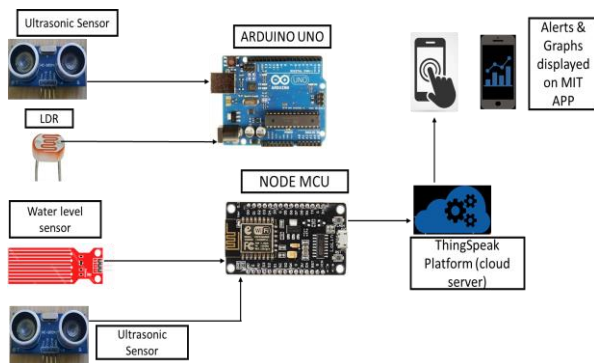 Ultrasonic Sensor
ARDUINO UNO
UNO
LDR
Alerts &
Graphs
displayed
on MIT
APP
NODE MCU
Water level
sensor
ThingSpeak
Platform (cloud
server)
Ultrasonic
Sensor